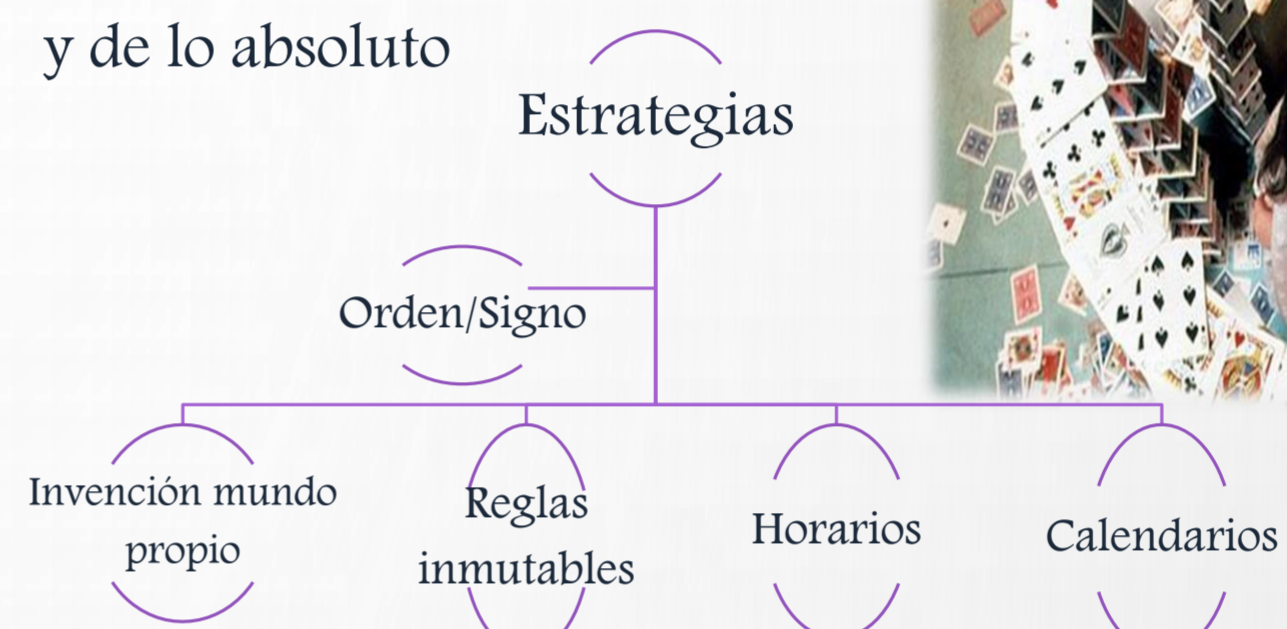 y de lo absoluto
Estrategias
Orden/Signo
Invención mundo
propio
Reglas
inmutables
Horarios
Calendarios